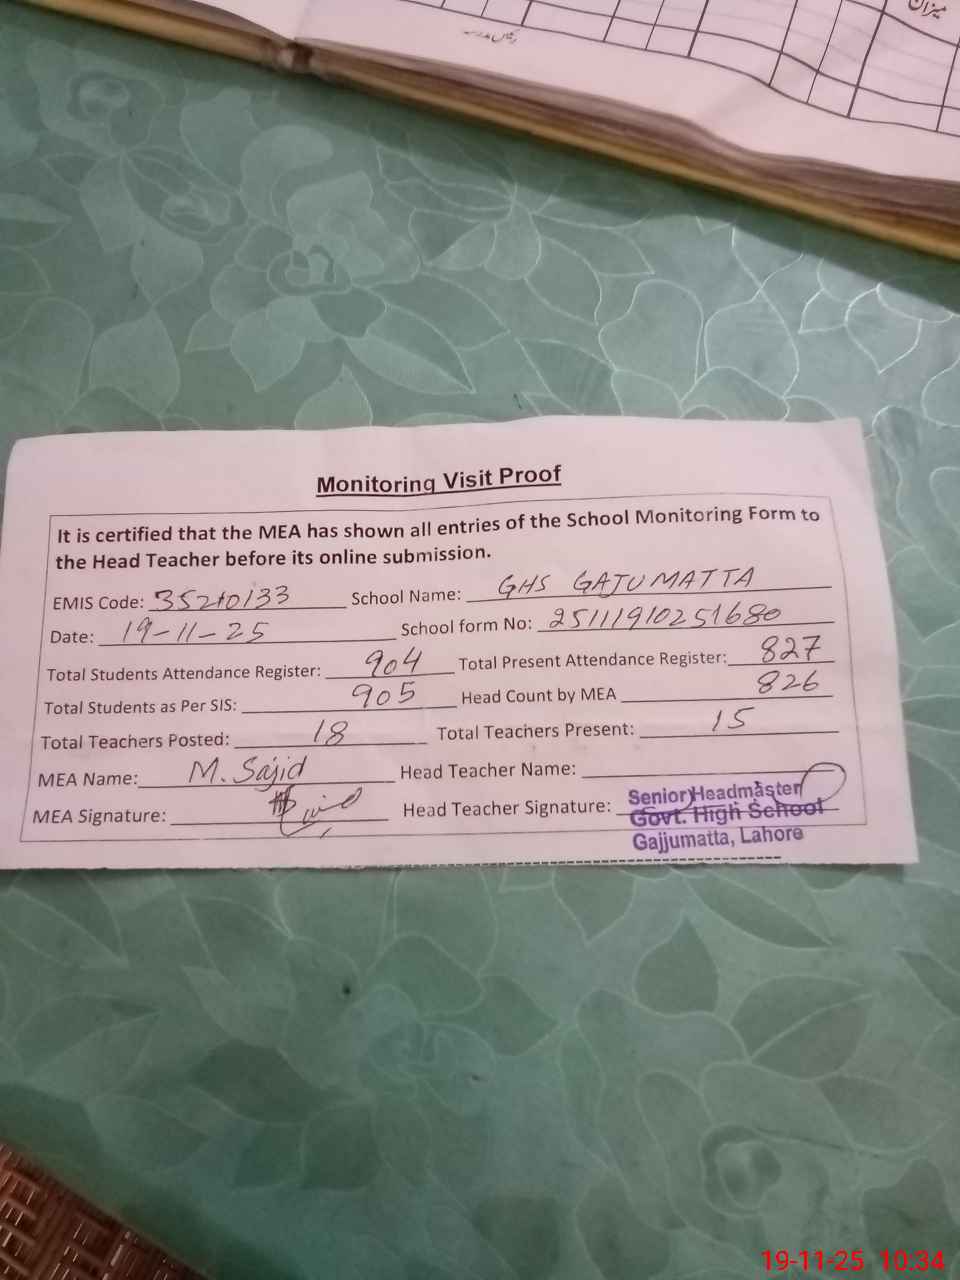 میزان
Monitoring Visit Proof
It is certified that the MEA has shown all entries of the School Monitoring Form to
the Head Teacher before its online submission.
EMIS Code: 35210133 School Name: GHS GAJUMATTA
Date: 19-11-25 School form No: 25111910251680
Total Students Attendance Register: 904 Total Present Attendance Register: 827
Total Students as Per SIS: 905 Head Count by MEA 826
Total Teachers Posted: 18 Total Teachers Present: 15
MEA Name: M. Sajid Head Teacher Name:
MEA Signature: Head Teacher Signature:
Senior Headmaster
Govt. High School
Gajjumatta, Lahore
19-11-25 10:34